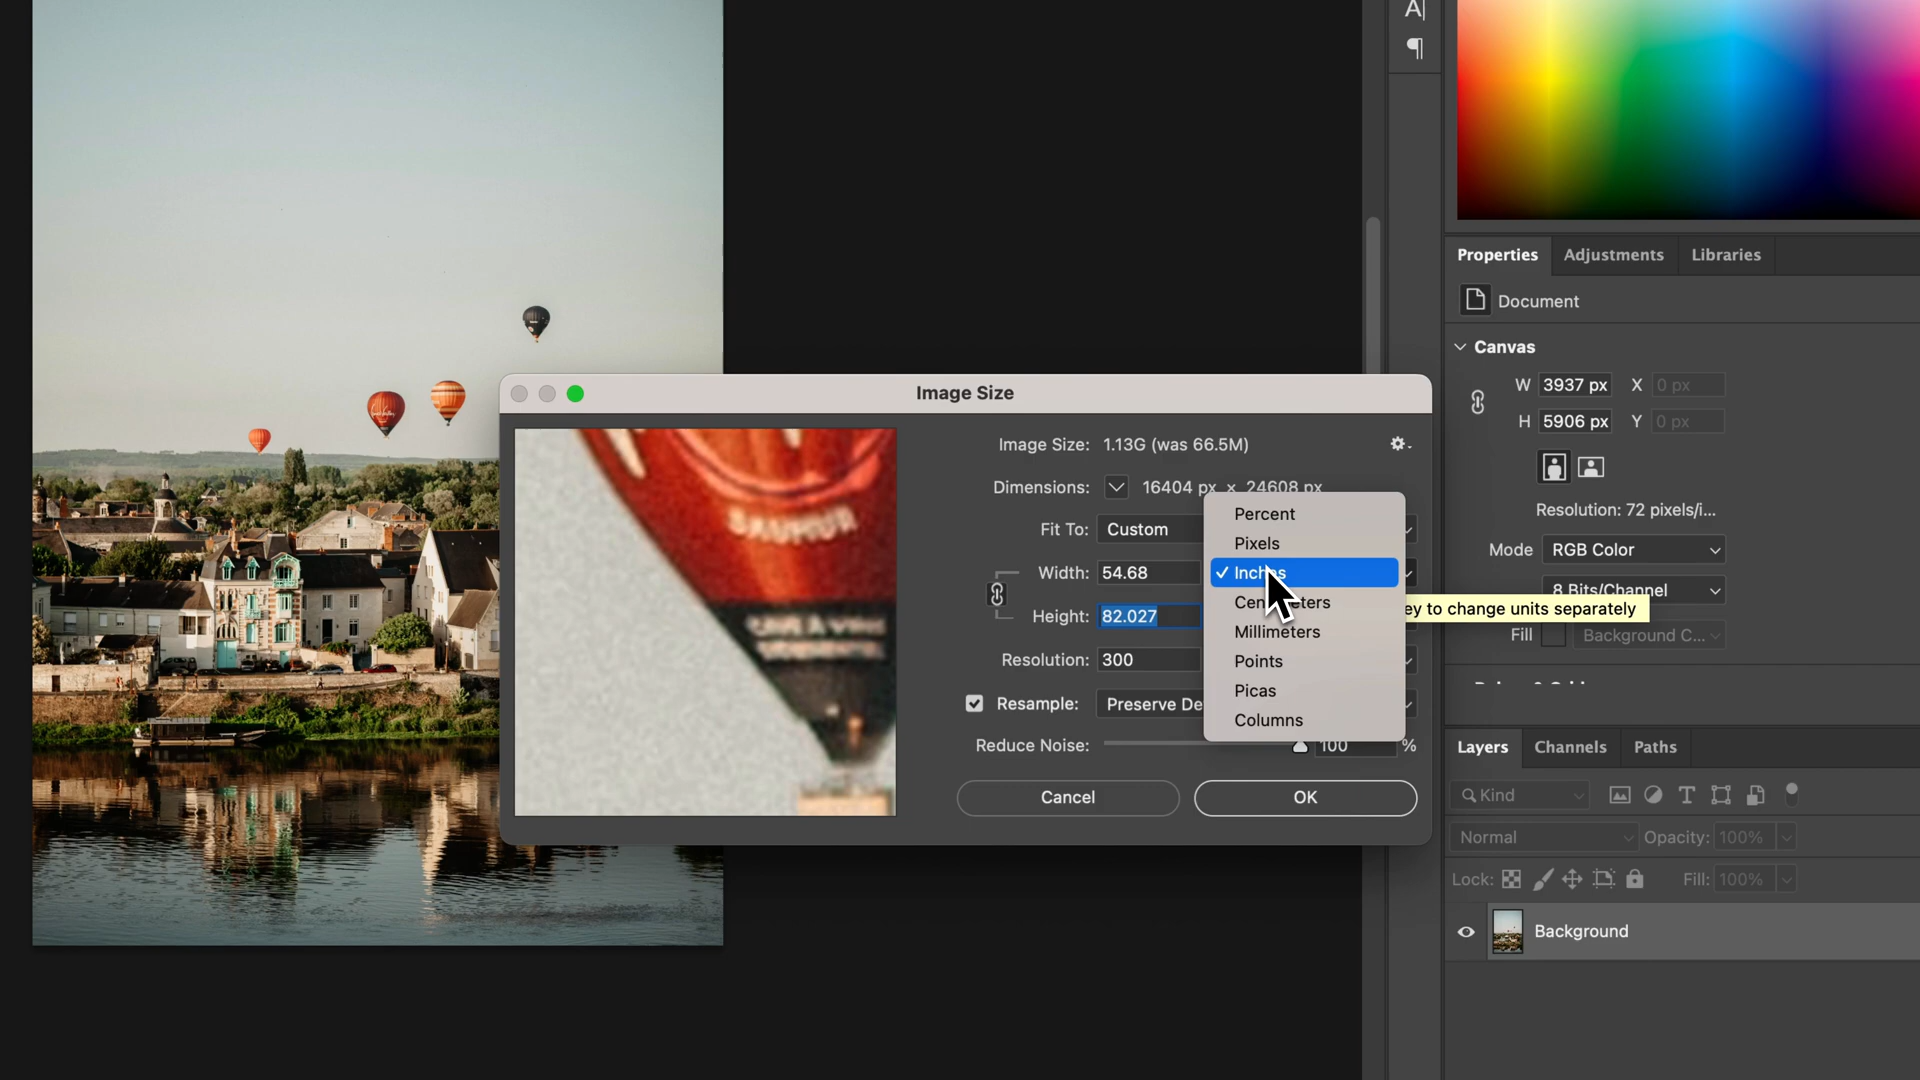 A|
¶
Properties
Adjustments
Libraries
Document
Canvas
W 3937 px X 0 px
H 5906 px Y 0 px
Resolution: 72 pixels/i...
Mode RGB Color
8 Bits/Channel
Fill Background C...
Image Size
Image Size: 1.13G (was 66.5M)
Dimensions: 16404 px × 24608 px
Fit To: Custom
Width: 54.68
Height: 82.027
Resolution: 300
Resample: Preserve De
Reduce Noise: 100 %
Cancel
OK
Percent
Pixels
✓ Inches
Millimeters
Points
Picas
Columns
ey to change units separately
SAUMUR
Layers
Channels
Paths
Kind
Normal
Opacity: 100%
Lock:
Fill: 100%
Background